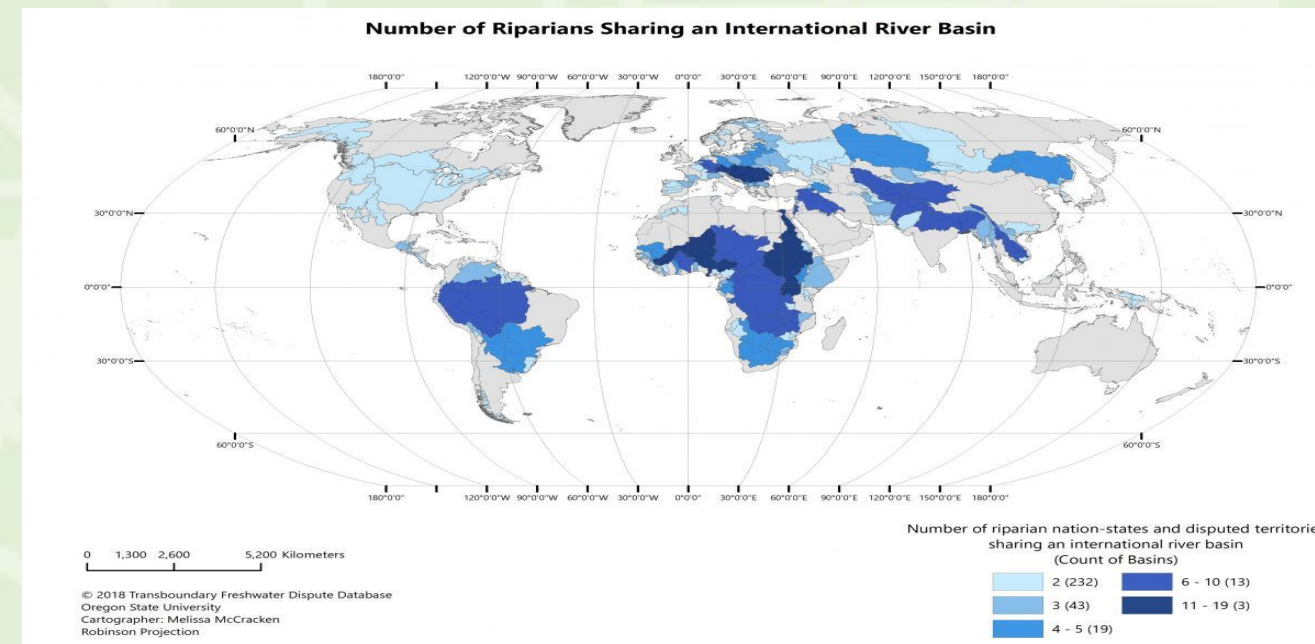 Number of Riparians Sharing an International River Basin
180°0'0" 120°0'0"W 90°0'0"W 60°0'0"W 30°0'0"W 0°0'0" 30°0'0"E 60°0'0"E 90°0'0"E 120°0'0"E 150°0'0"E 180°0'0"
60°0'0"N 60°0'0"N
30°0'0"N 30°0'0"N
0°0'0" 0°0'0"
30°0'0"S 30°0'0"S
60°0'0"S 60°0'0"S
180°0'0" 120°0'0"W 90°0'0"W 60°0'0"W 30°0'0"W 0°0'0" 30°0'0"E 60°0'0"E 90°0'0"E 120°0'0"E 150°0'0"E 180°0'0"
0 1,300 2,600 5,200 Kilometers
© 2018 Transboundary Freshwater Dispute Database
Oregon State University
Cartographer: Melissa McCracken
Robinson Projection
Number of riparian nation-states and disputed territorie
sharing an international river basin
(Count of Basins)
2 (232) 6 - 10 (13)
3 (43) 11 - 19 (3)
4 - 5 (19)